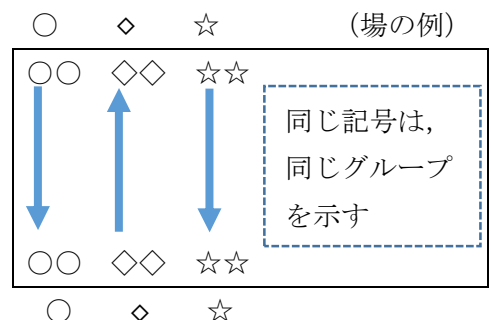 ○ ◇ ☆ （場の例）
○○ ◇◇ ☆☆
同じ記号は，
同じグループ
を示す
○○ ◇◇ ☆☆
○ ◇ ☆